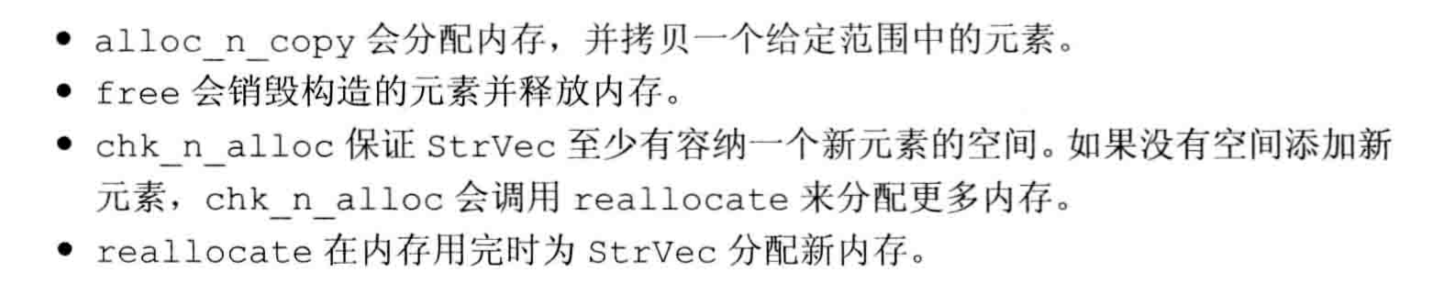 • alloc_n_copy 会分配内存，并拷贝一个给定范围中的元素。
• free 会销毁构造的元素并释放内存。
• chk_n_alloc 保证 StrVec 至少有容纳一个新元素的空间。如果没有空间添加新
元素，chk_n_alloc 会调用 reallocate 来分配更多内存。
• reallocate 在内存用完时为 StrVec 分配新内存。